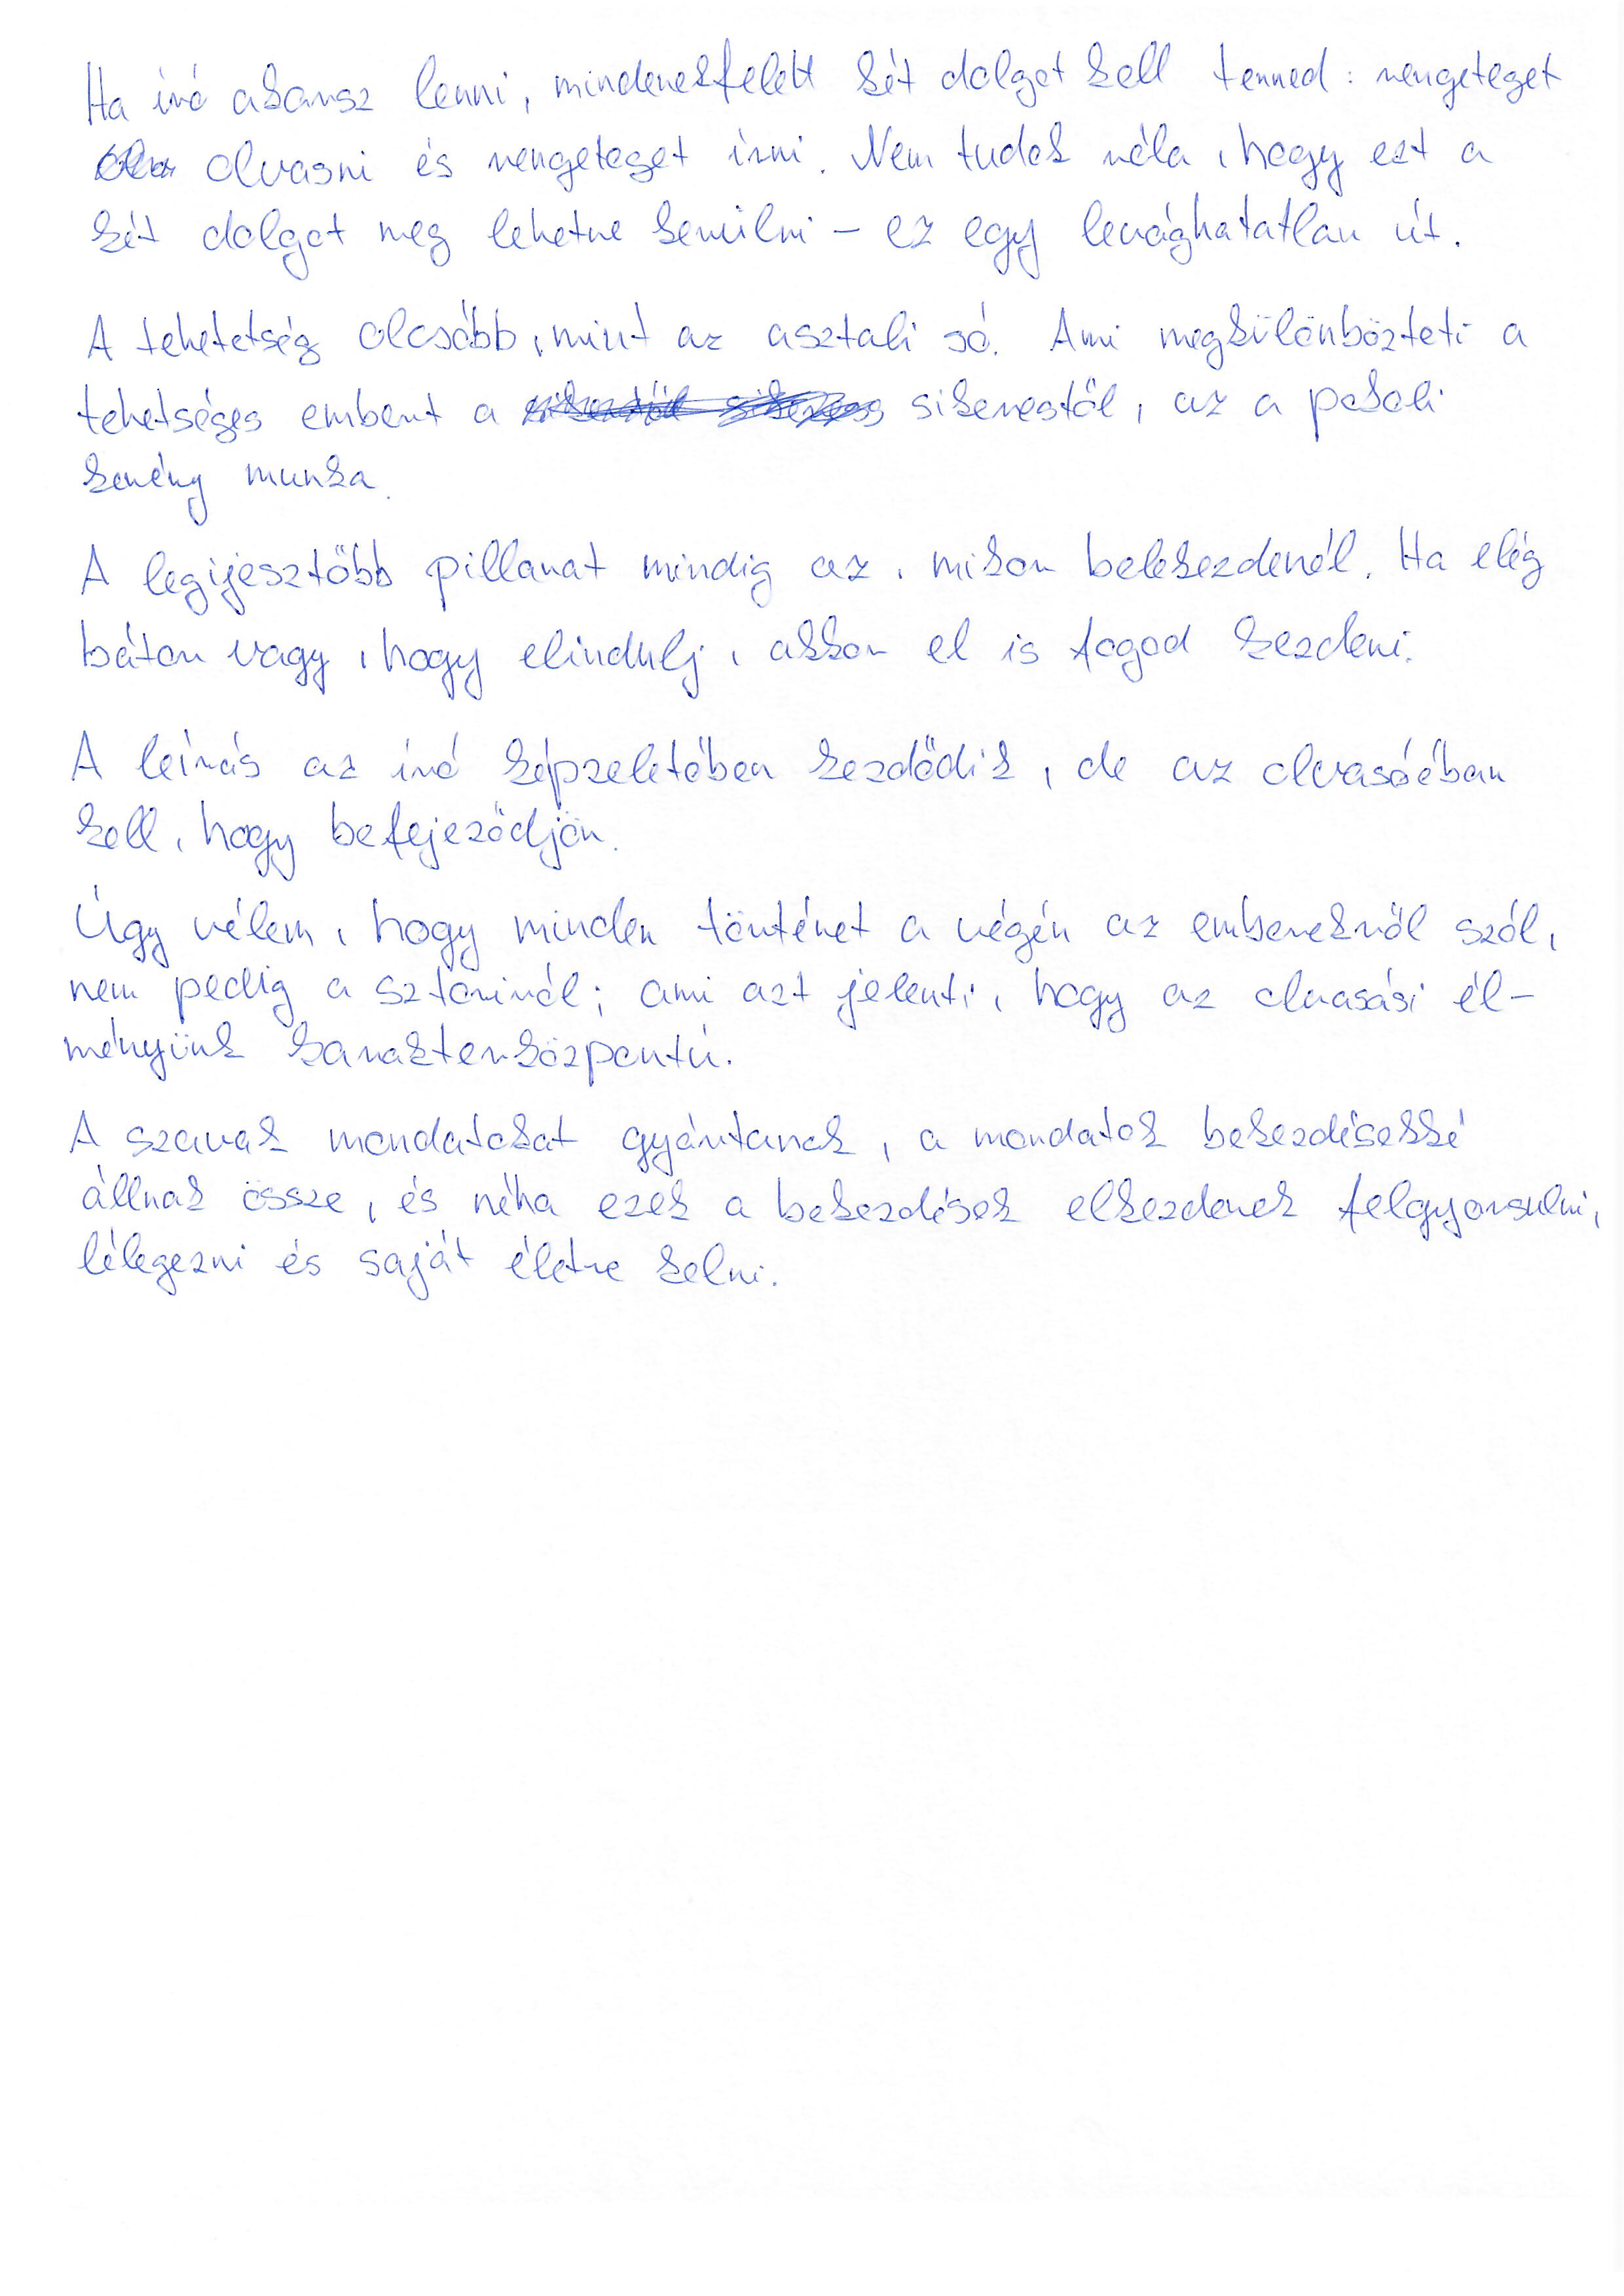 Ha író akarsz lenni, mindenekfelett két dolgot kell tenned: rengeteget
olvasni és rengeteget írni. Nem tudok róla, hogy ezt a
két dolgot meg lehetne kerülni – ez egy levághatatlan út.
A tehetetség olcsóbb, mint az asztali só. Ami megkülönbözteti a
tehetséges embert a sikerestől, az a pokoli
kemény munka.
A legijesztőbb pillanat mindig az, mikor belekezdenél. Ha elég
bátor vagy, hogy elindulj, akkor el is fogod kezdeni.
A leírás az író képzeletében kezdődik, de az olvasóéban
kell, hogy befejeződjön.
Úgy vélem, hogy minden történet a végén az emberekről szól,
nem pedig a sztoriról; ami azt jelenti, hogy az olvasási él-
ményünk karakterközpontú.
A szavak mondatokat gyártanak, a mondatok bekezdésekké
állnak össze, és néha ezek a bekezdések elkezdenek felgyorsulni,
lélegezni és saját életre kelni.